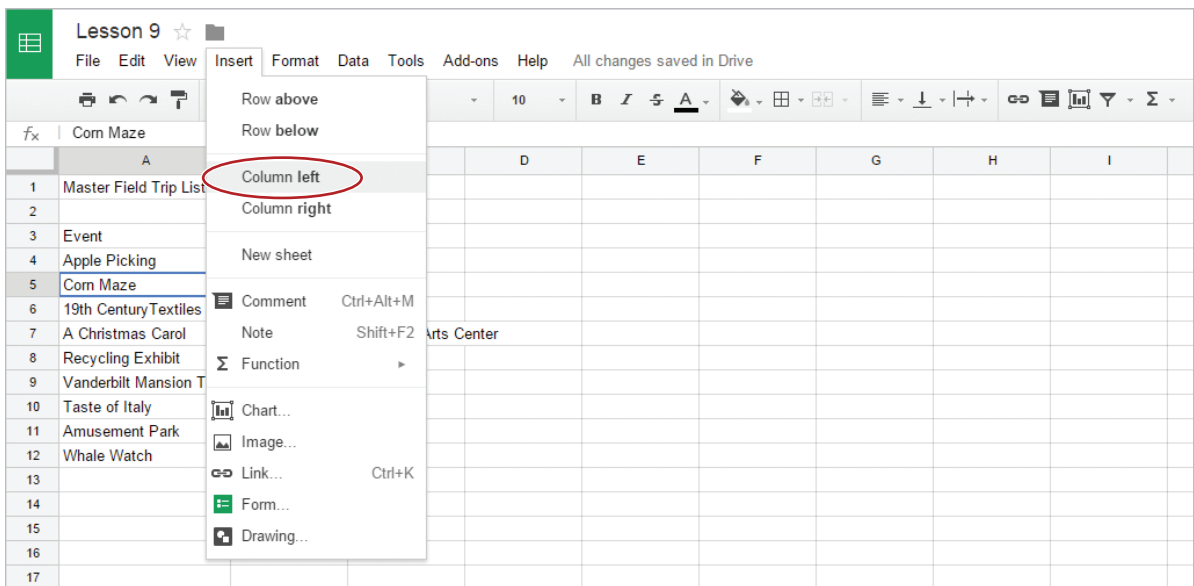 Lesson 9
File Edit View Insert Format Data Tools Add-ons Help All changes saved in Drive
10 B I S A Σ
fx Corn Maze
A D E F G H I
Row above
Row below
Column left
Column right
New sheet
Comment Ctrl+Alt+M
Note Shift+F2
Σ Function
Chart...
Image...
Link... Ctrl+K
Form...
Drawing...
1 Master Field Trip List
2
3 Event
4 Apple Picking
5 Corn Maze
6 19th CenturyTextiles
7 A Christmas Carol Arts Center
8 Recycling Exhibit
9 Vanderbilt Mansion T
10 Taste of Italy
11 Amusement Park
12 Whale Watch
13
14
15
16
17